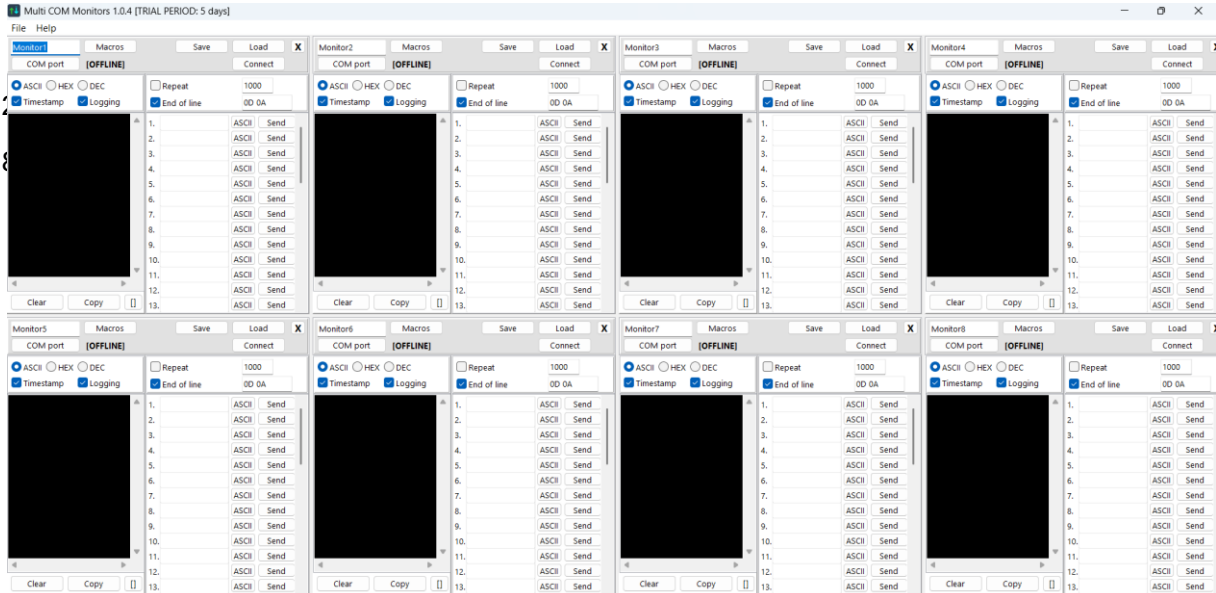 Multi COM Monitors 1.0.4 [TRIAL PERIOD: 5 days]
File Help
Monitor1 Macros Save Load X Monitor2 Macros Save Load X Monitor3 Macros Save Load X Monitor4 Macros Save Load
COM port [OFFLINE] Connect COM port [OFFLINE] Connect COM port [OFFLINE] Connect COM port [OFFLINE] Connect
ASCII HEX DEC Repeat 1000 ASCII HEX DEC Repeat 1000 ASCII HEX DEC Repeat 1000 ASCII HEX DEC Repeat 1000
Timestamp Logging End of line 0D 0A Timestamp Logging End of line 0D 0A Timestamp Logging End of line 0D 0A Timestamp Logging End of line 0D 0A
1. ASCII Send 1. ASCII Send 1. ASCII Send 1. ASCII Send
2. ASCII Send 2. ASCII Send 2. ASCII Send 2. ASCII Send
3. ASCII Send 3. ASCII Send 3. ASCII Send 3. ASCII Send
4. ASCII Send 4. ASCII Send 4. ASCII Send 4. ASCII Send
5. ASCII Send 5. ASCII Send 5. ASCII Send 5. ASCII Send
6. ASCII Send 6. ASCII Send 6. ASCII Send 6. ASCII Send
7. ASCII Send 7. ASCII Send 7. ASCII Send 7. ASCII Send
8. ASCII Send 8. ASCII Send 8. ASCII Send 8. ASCII Send
9. ASCII Send 9. ASCII Send 9. ASCII Send 9. ASCII Send
10. ASCII Send 10. ASCII Send 10. ASCII Send 10. ASCII Send
11. ASCII Send 11. ASCII Send 11. ASCII Send 11. ASCII Send
12. ASCII Send 12. ASCII Send 12. ASCII Send 12. ASCII Send
Clear Copy [] 13. ASCII Send Clear Copy [] 13. ASCII Send Clear Copy [] 13. ASCII Send Clear Copy [] 13. ASCII Send
Monitor5 Macros Save Load X Monitor6 Macros Save Load X Monitor7 Macros Save Load X Monitor8 Macros Save Load
COM port [OFFLINE] Connect COM port [OFFLINE] Connect COM port [OFFLINE] Connect COM port [OFFLINE] Connect
ASCII HEX DEC Repeat 1000 ASCII HEX DEC Repeat 1000 ASCII HEX DEC Repeat 1000 ASCII HEX DEC Repeat 1000
Timestamp Logging End of line 0D 0A Timestamp Logging End of line 0D 0A Timestamp Logging End of line 0D 0A Timestamp Logging End of line 0D 0A
1. ASCII Send 1. ASCII Send 1. ASCII Send 1. ASCII Send
2. ASCII Send 2. ASCII Send 2. ASCII Send 2. ASCII Send
3. ASCII Send 3. ASCII Send 3. ASCII Send 3. ASCII Send
4. ASCII Send 4. ASCII Send 4. ASCII Send 4. ASCII Send
5. ASCII Send 5. ASCII Send 5. ASCII Send 5. ASCII Send
6. ASCII Send 6. ASCII Send 6. ASCII Send 6. ASCII Send
7. ASCII Send 7. ASCII Send 7. ASCII Send 7. ASCII Send
8. ASCII Send 8. ASCII Send 8. ASCII Send 8. ASCII Send
9. ASCII Send 9. ASCII Send 9. ASCII Send 9. ASCII Send
10. ASCII Send 10. ASCII Send 10. ASCII Send 10. ASCII Send
11. ASCII Send 11. ASCII Send 11. ASCII Send 11. ASCII Send
12. ASCII Send 12. ASCII Send 12. ASCII Send 12. ASCII Send
Clear Copy [] 13. ASCII Send Clear Copy [] 13. ASCII Send Clear Copy [] 13. ASCII Send Clear Copy [] 13. ASCII Send